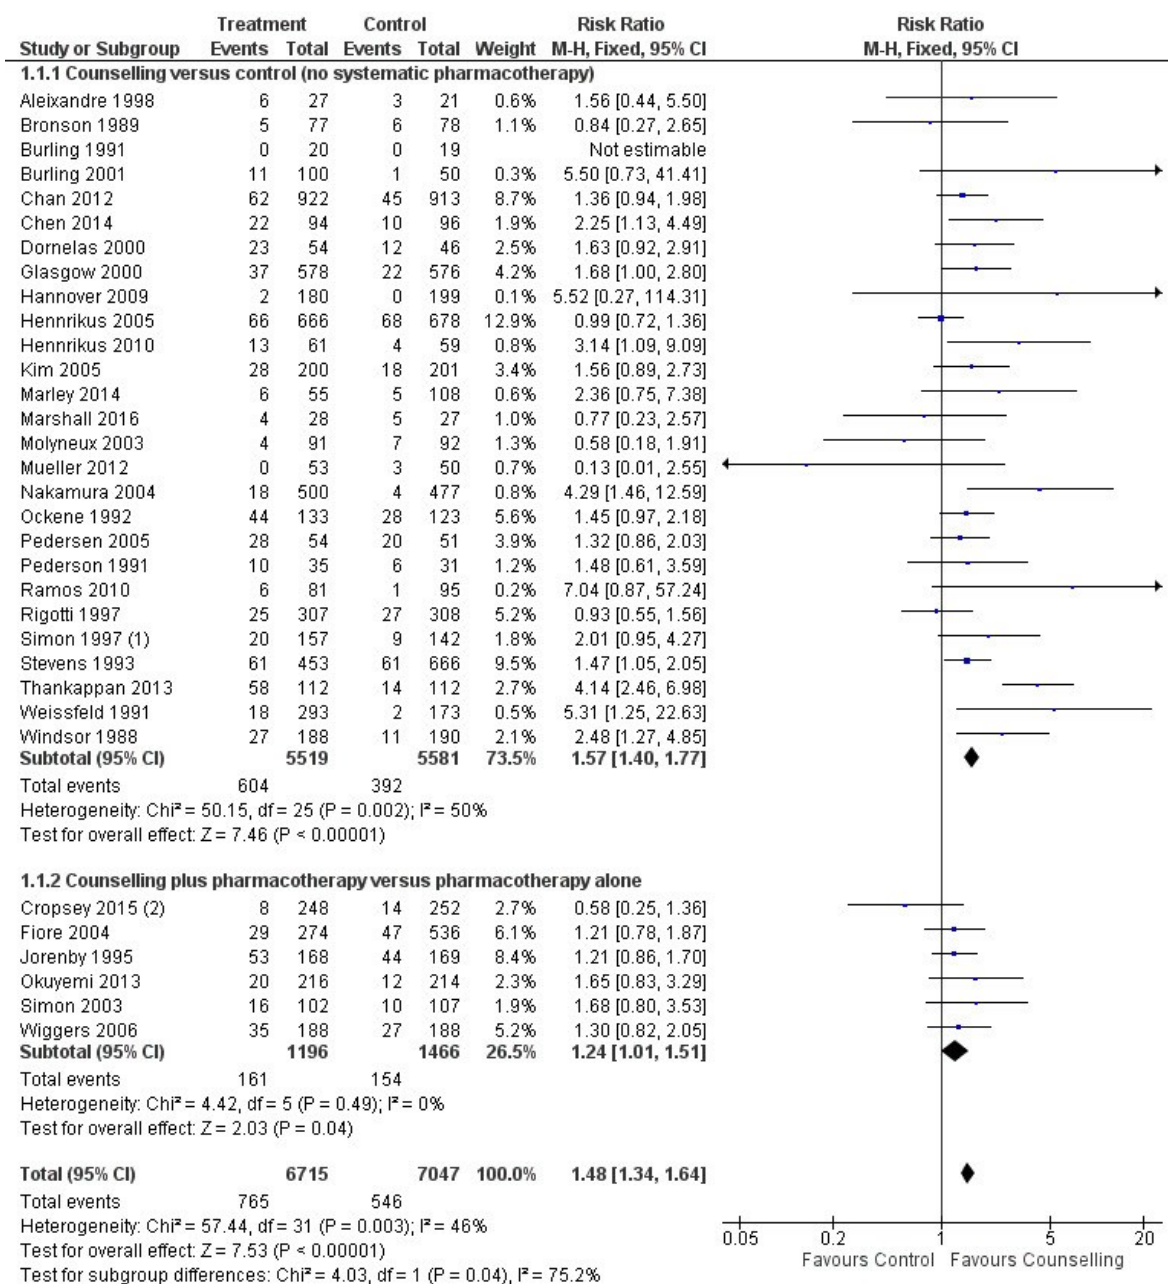 Treatment Control Risk Ratio Risk Ratio
Study or Subgroup Events Total Events Total Weight M-H, Fixed, 95% CI M-H, Fixed, 95% CI
1.1.1 Counselling versus control (no systematic pharmacotherapy)
Aleixandre 1998 6 27 3 21 0.6% 1.56 [0.44, 5.50]
Bronson 1989 5 77 6 78 1.1% 0.84 [0.27, 2.65]
Burling 1991 0 20 0 19 Not estimable
Burling 2001 11 100 1 50 0.3% 5.50 [0.73, 41.41]
Chan 2012 62 922 45 913 8.7% 1.36 [0.94, 1.98]
Chen 2014 22 94 10 96 1.9% 2.25 [1.13, 4.49]
Dornelas 2000 23 54 12 46 2.5% 1.63 [0.92, 2.91]
Glasgow 2000 37 578 22 576 4.2% 1.68 [1.00, 2.80]
Hannover 2009 2 180 0 199 0.1% 5.52 [0.27, 114.31]
Hennrikus 2005 66 666 68 678 12.9% 0.99 [0.72, 1.36]
Hennrikus 2010 13 61 4 59 0.8% 3.14 [1.09, 9.09]
Kim 2005 28 200 18 201 3.4% 1.56 [0.89, 2.73]
Marley 2014 6 55 5 108 0.6% 2.36 [0.75, 7.38]
Marshall 2016 4 28 5 27 1.0% 0.77 [0.23, 2.57]
Molyneux 2003 4 91 7 92 1.3% 0.58 [0.18, 1.91]
Mueller 2012 0 53 3 50 0.7% 0.13 [0.01, 2.55]
Nakamura 2004 18 500 4 477 0.8% 4.29 [1.46, 12.59]
Ockene 1992 44 133 28 123 5.6% 1.45 [0.97, 2.18]
Pedersen 2005 28 54 20 51 3.9% 1.32 [0.86, 2.03]
Pederson 1991 10 35 6 31 1.2% 1.48 [0.61, 3.59]
Ramos 2010 6 81 1 95 0.2% 7.04 [0.87, 57.24]
Rigotti 1997 25 307 27 308 5.2% 0.93 [0.55, 1.56]
Simon 1997 (1) 20 157 9 142 1.8% 2.01 [0.95, 4.27]
Stevens 1993 61 453 61 666 9.5% 1.47 [1.05, 2.05]
Thankappan 2013 58 112 14 112 2.7% 4.14 [2.46, 6.98]
Weissfeld 1991 18 293 2 173 0.5% 5.31 [1.25, 22.63]
Windsor 1988 27 188 11 190 2.1% 2.48 [1.27, 4.85]
Subtotal (95% CI) 5519 5581 73.5% 1.57 [1.40, 1.77]
Total events 604 392
Heterogeneity: Chi² = 50.15, df = 25 (P = 0.002); I² = 50%
Test for overall effect: Z = 7.46 (P < 0.00001)
1.1.2 Counselling plus pharmacotherapy versus pharmacotherapy alone
Cropsey 2015 (2) 8 248 14 252 2.7% 0.58 [0.25, 1.36]
Fiore 2004 29 274 47 536 6.1% 1.21 [0.78, 1.87]
Jorenby 1995 53 168 44 169 8.4% 1.21 [0.86, 1.70]
Okuyemi 2013 20 216 12 214 2.3% 1.65 [0.83, 3.29]
Simon 2003 16 102 10 107 1.9% 1.68 [0.80, 3.53]
Wiggers 2006 35 188 27 188 5.2% 1.30 [0.82, 2.05]
Subtotal (95% CI) 1196 1466 26.5% 1.24 [1.01, 1.51]
Total events 161 154
Heterogeneity: Chi² = 4.42, df = 5 (P = 0.49); I² = 0%
Test for overall effect: Z = 2.03 (P = 0.04)
Total (95% CI) 6715 7047 100.0% 1.48 [1.34, 1.64]
Total events 765 546
Heterogeneity: Chi² = 57.44, df = 31 (P = 0.003); I² = 46%
Test for overall effect: Z = 7.53 (P < 0.00001)
Test for subgroup differences: Chi² = 4.03, df = 1 (P = 0.04), I² = 75.2%
0.05 0.2 1 5 20
Favours Control Favours Counselling